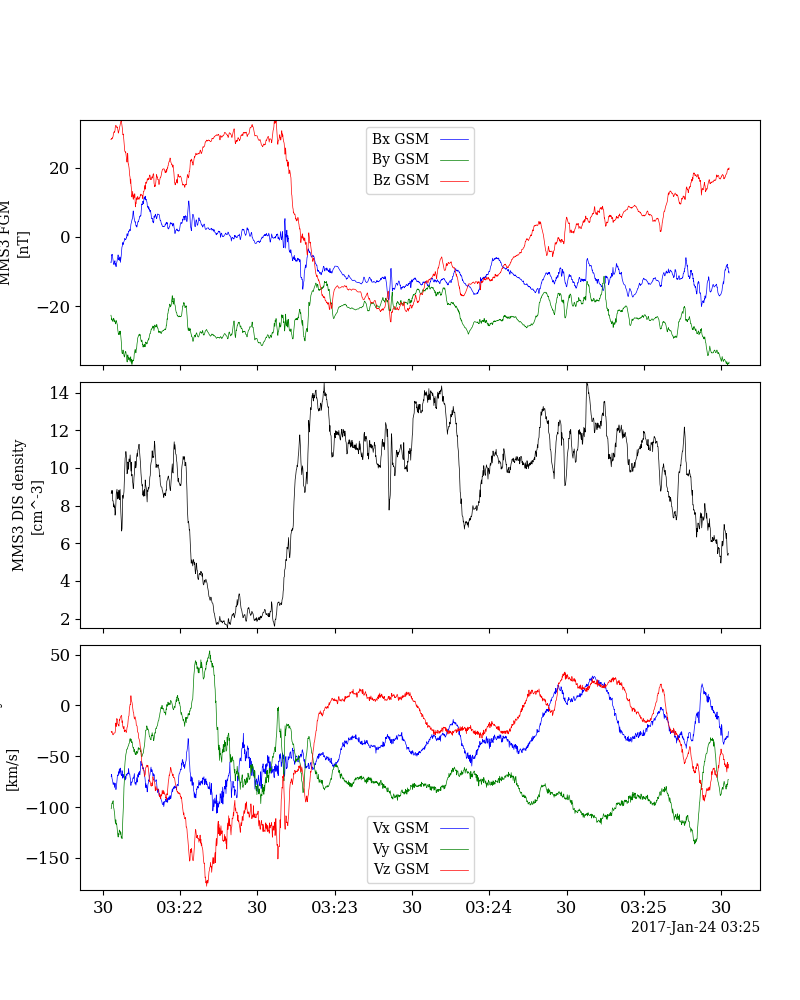 Bx GSM
By GSM
Bz GSM
20
0
−20
MMS3 FGM
[nT]
14
12
10
8
6
4
2
MMS3 DIS density
[cm^-3]
50
0
−50
−100
−150
[km/s]
Vx GSM
Vy GSM
Vz GSM
30 03:22 30 03:23 30 03:24 30 03:25 30
2017-Jan-24 03:25